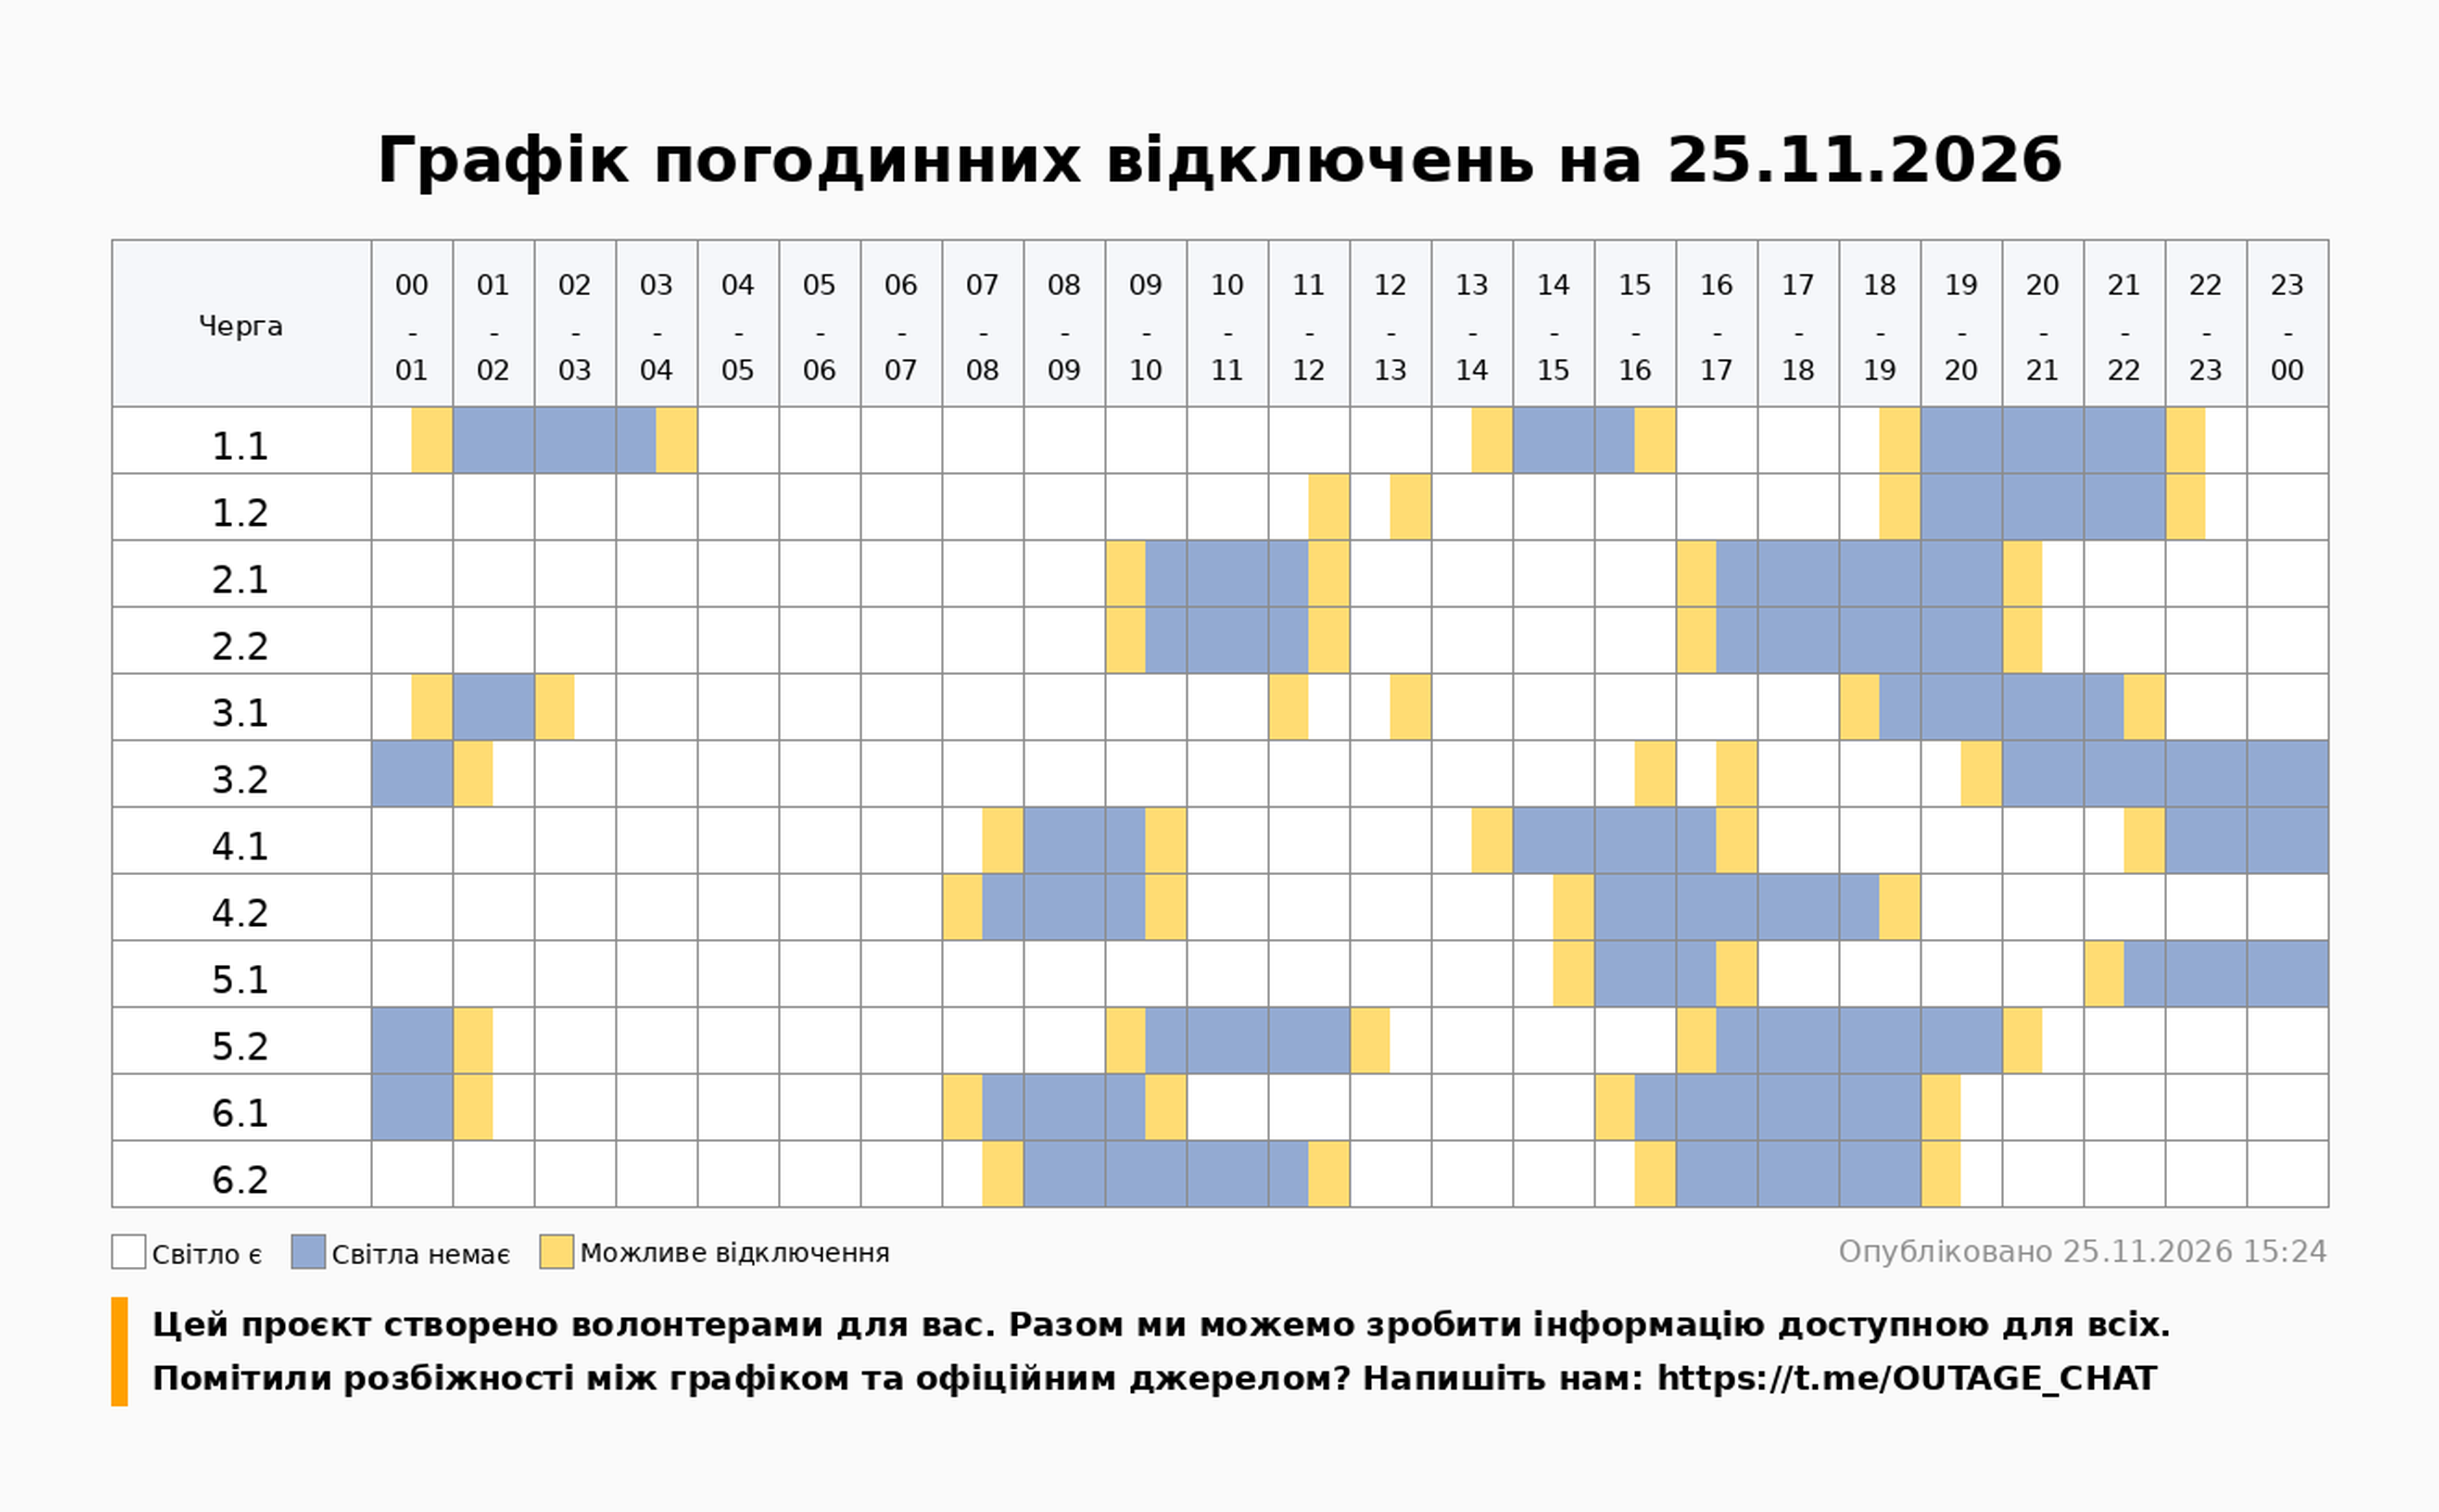 Графік погодинних відключень на 25.11.2026
Черга
00 - 01
01 - 02
02 - 03
03 - 04
04 - 05
05 - 06
06 - 07
07 - 08
08 - 09
09 - 10
10 - 11
11 - 12
12 - 13
13 - 14
14 - 15
15 - 16
16 - 17
17 - 18
18 - 19
19 - 20
20 - 21
21 - 22
22 - 23
23 - 00
1.1
1.2
2.1
2.2
3.1
3.2
4.1
4.2
5.1
5.2
6.1
6.2
Світло є
Світла немає
Можливе відключення
Опубліковано 25.11.2026 15:24
Цей проєкт створено волонтерами для вас. Разом ми можемо зробити інформацію доступною для всіх.
Помітили розбіжності між графіком та офіційним джерелом? Напишіть нам: https://t.me/OUTAGE_CHAT